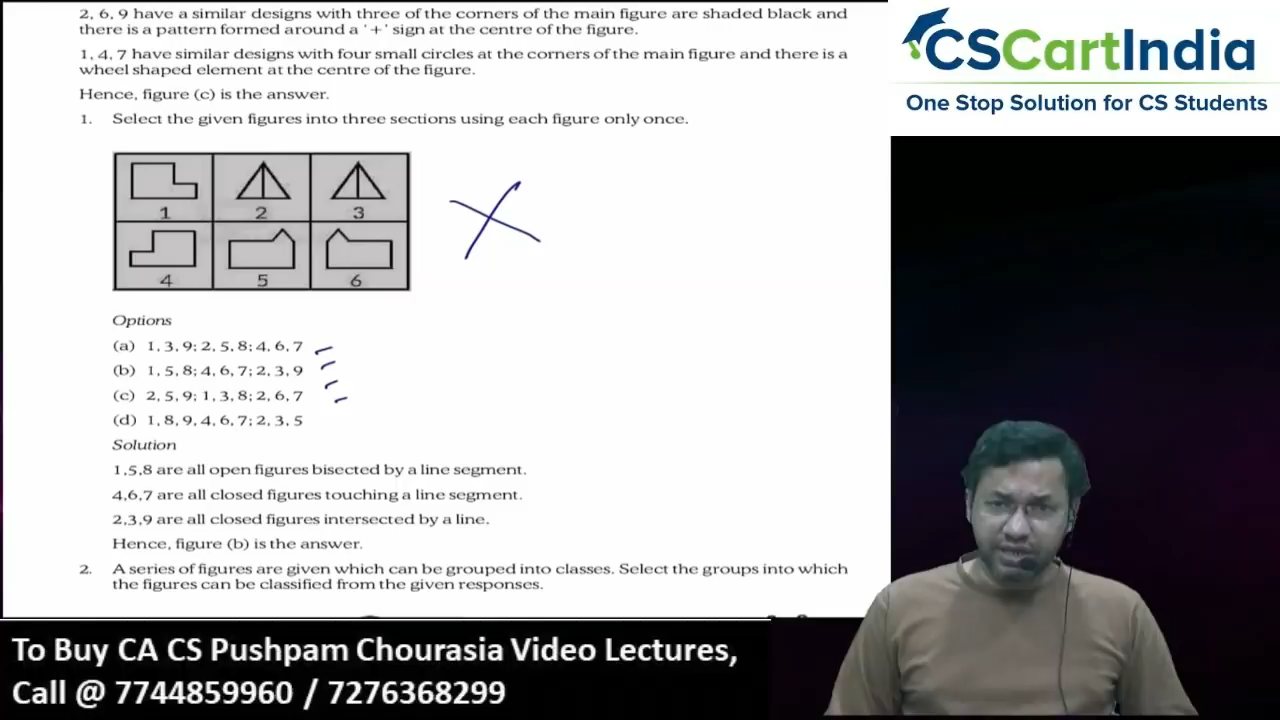 2, 6, 9 have a similar designs with three of the corners of the main figure are shaded black and
there is a pattern formed around a '+' sign at the centre of the figure.
1, 4, 7 have similar designs with four small circles at the corners of the main figure and there is a
wheel shaped element at the centre of the figure.
Hence, figure (c) is the answer.
1. Select the given figures into three sections using each figure only once.
1 2 3
4 5 6
Options
(a) 1, 3, 9; 2, 5, 8; 4, 6, 7
(b) 1, 5, 8; 4, 6, 7; 2, 3, 9
(c) 2, 5, 9; 1, 3, 8; 2, 6, 7
(d) 1, 8, 9, 4, 6, 7; 2, 3, 5
Solution
1,5,8 are all open figures bisected by a line segment.
4,6,7 are all closed figures touching a line segment.
2,3,9 are all closed figures intersected by a line.
Hence, figure (b) is the answer.
2. A series of figures are given which can be grouped into classes. Select the groups into which
the figures can be classified from the given responses.
CSCartIndia
One Stop Solution for CS Students
To Buy CA CS Pushpam Chourasia Video Lectures,
Call @ 7744859960 / 7276368299